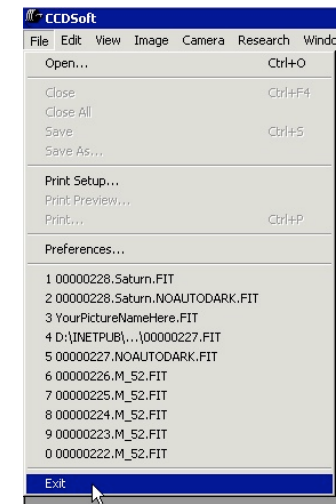 CCDSoft
File Edit View Image Camera Research
Open... Ctrl+O
Close Ctrl+F4
Close All
Save Ctrl+S
Save As...
Print Setup...
Print Preview...
Print... Ctrl+P
Preferences...
1 00000228.Saturn.FIT
2 00000228.Saturn.NOAUTODARK.FIT
3 YourPictureNameHere.FIT
4 D:\INETPUB\...\00000227.FIT
5 00000227.NOAUTODARK.FIT
6 00000226.M_52.FIT
7 00000225.M_52.FIT
8 00000224.M_52.FIT
9 00000223.M_52.FIT
0 00000222.M_52.FIT
Exit